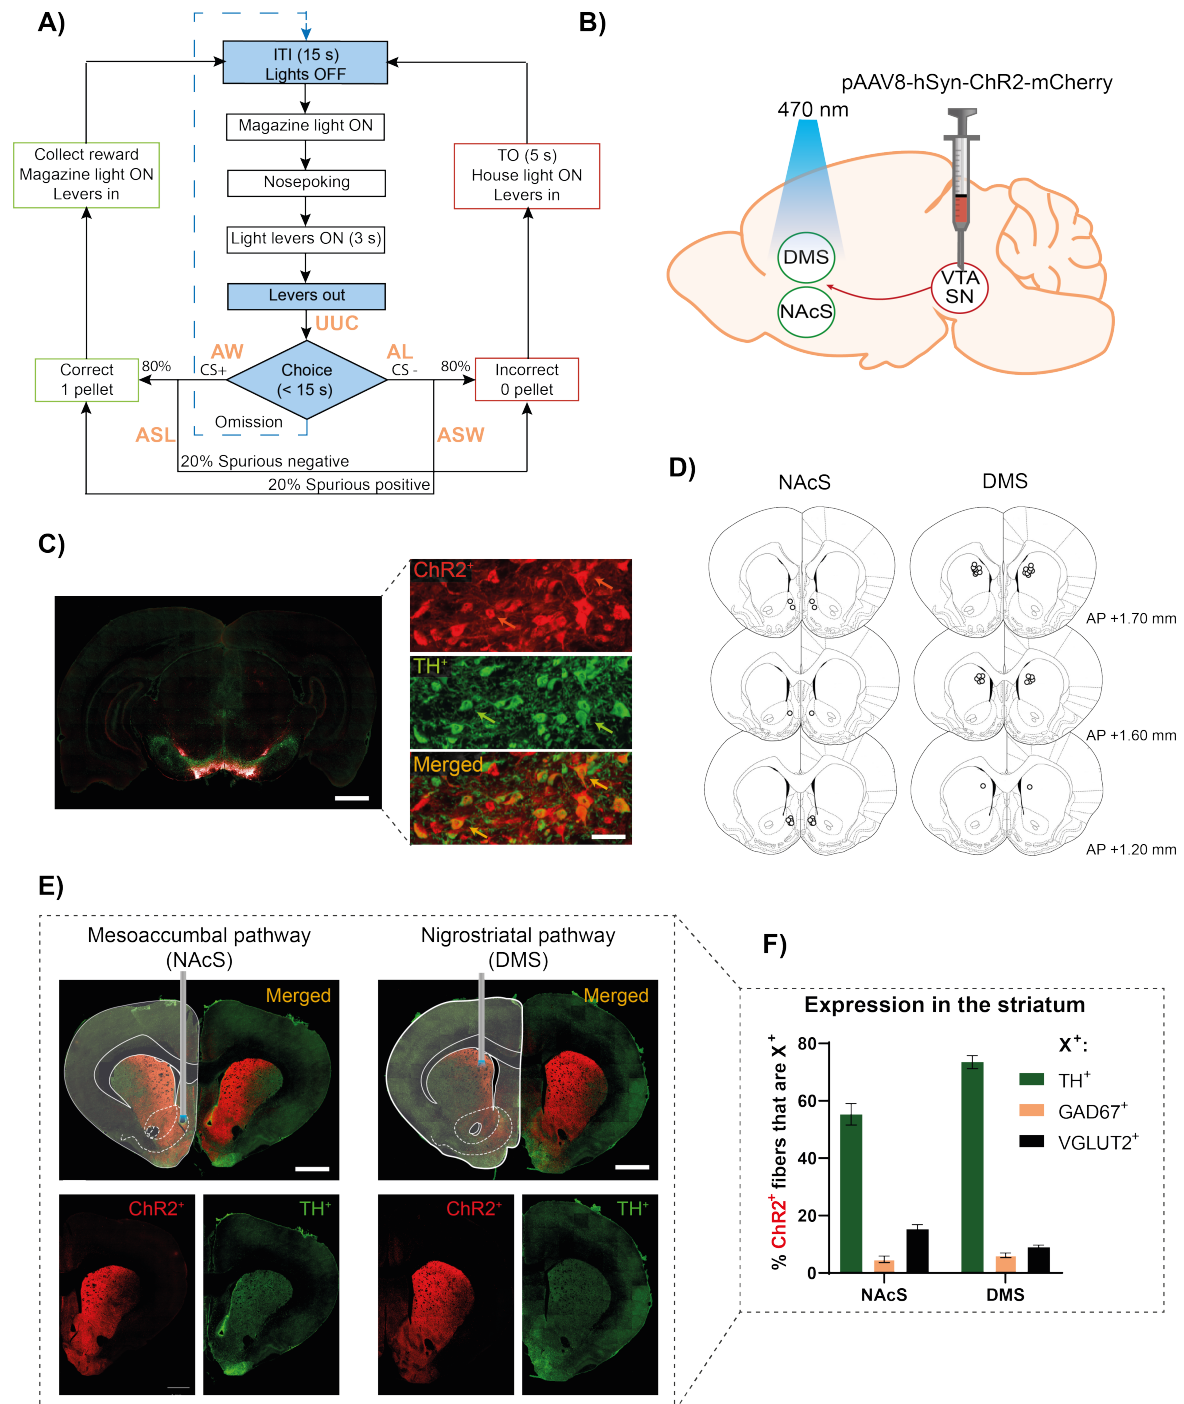 A)
ITI (15 s)
Lights OFF
Magazine light ON
Nosepoking
Light levers ON (3 s)
Levers out
UUC
Collect reward
Magazine light ON
Levers in
TO (5 s)
House light ON
Levers in
AW
CS+
AL
CS -
80%
80%
Choice
(< 15 s)
Correct
1 pellet
Incorrect
0 pellet
Omission
ASL
ASW
20% Spurious negative
20% Spurious positive
B)
pAAV8-hSyn-ChR2-mCherry
470 nm
DMS
NAcS
VTA
SN
C)
ChR2⁺
TH⁺
Merged
D)
NAcS
DMS
AP +1.70 mm
AP +1.60 mm
AP +1.20 mm
E)
Mesoaccumbal pathway
(NAcS)
Nigrostriatal pathway
(DMS)
Merged
Merged
ChR2⁺
TH⁺
ChR2⁺
TH⁺
F)
Expression in the striatum
% ChR2⁺ fibers that are X⁺
80
60
40
20
0
NAcS
DMS
X⁺:
TH⁺
GAD67⁺
VGLUT2⁺